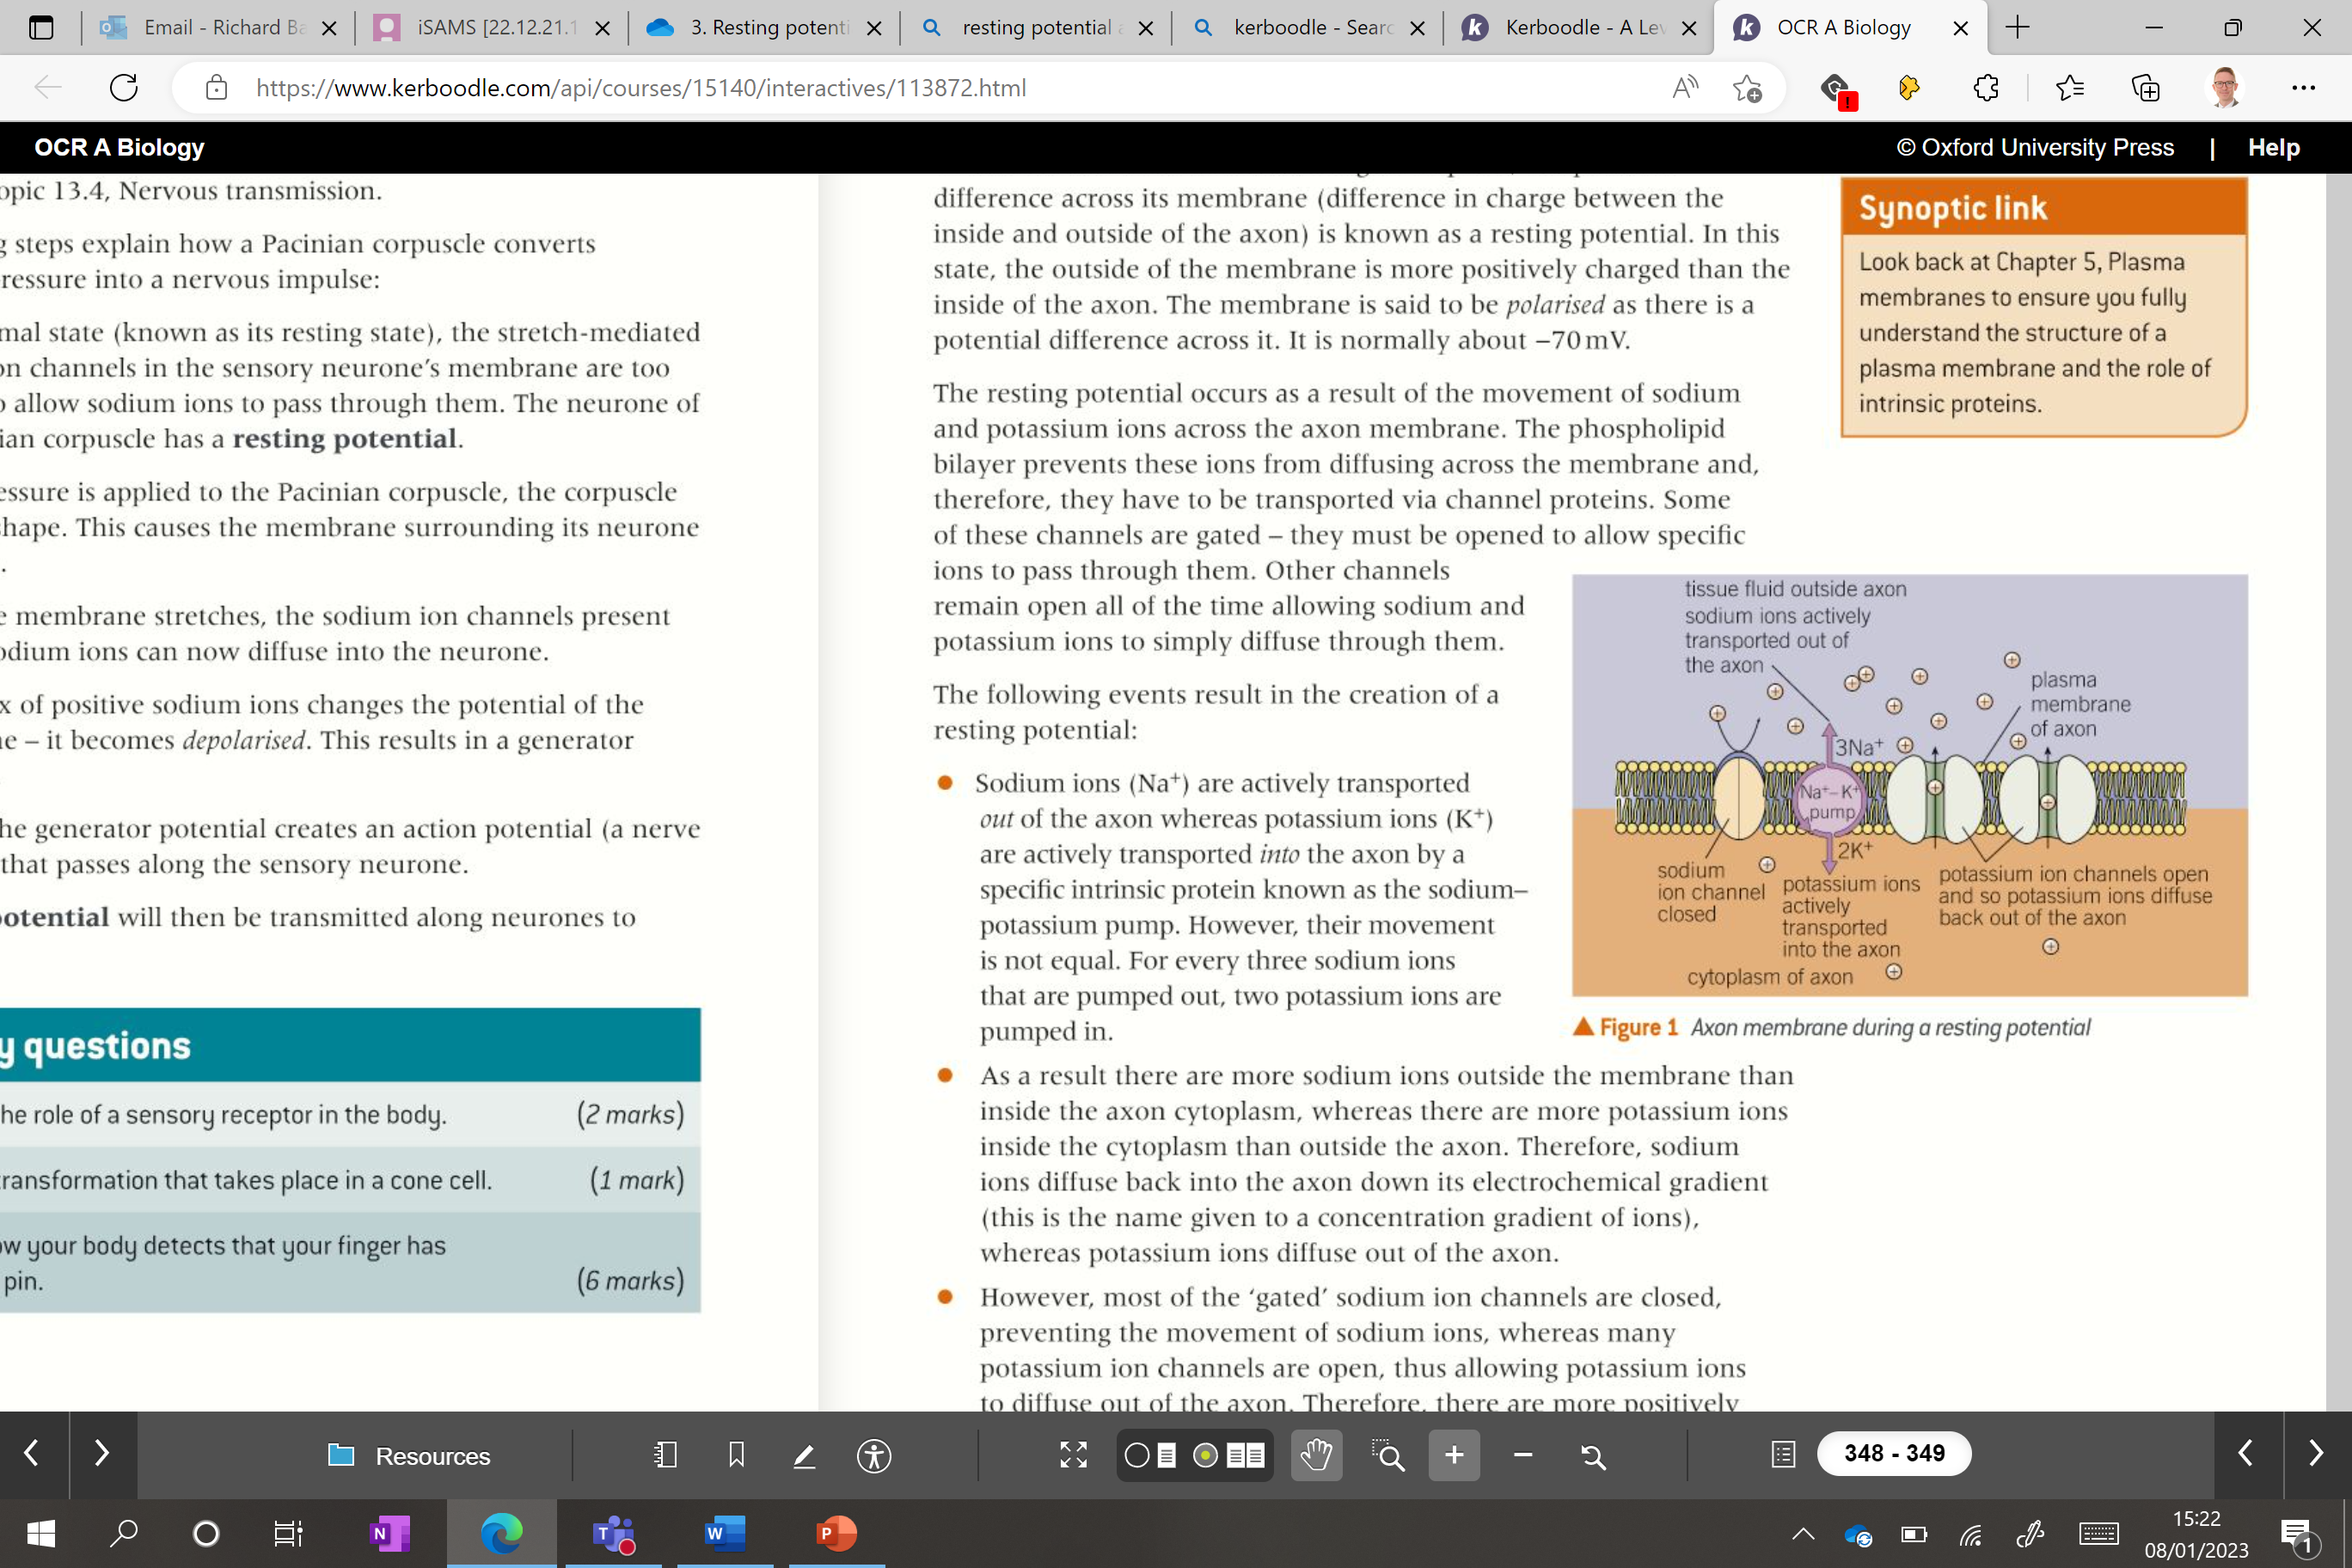 Email - Richard Ba
iSAMS [22.12.21.1
3. Resting potenti
resting potential a
kerboodle - Searc
Kerboodle - A Lev
OCR A Biology
https://www.kerboodle.com/api/courses/15140/interactives/113872.html
OCR A Biology
© Oxford University Press | Help
opic 13.4, Nervous transmission.
g steps explain how a Pacinian corpuscle converts
ressure into a nervous impulse:
mal state (known as its resting state), the stretch-mediated
on channels in the sensory neurone's membrane are too
o allow sodium ions to pass through them. The neurone of
ian corpuscle has a resting potential.
essure is applied to the Pacinian corpuscle, the corpuscle
shape. This causes the membrane surrounding its neurone
.
e membrane stretches, the sodium ion channels present
odium ions can now diffuse into the neurone.
x of positive sodium ions changes the potential of the
ne – it becomes depolarised. This results in a generator
he generator potential creates an action potential (a nerve
that passes along the sensory neurone.
potential will then be transmitted along neurones to
y questions
he role of a sensory receptor in the body. (2 marks)
transformation that takes place in a cone cell. (1 mark)
ow your body detects that your finger has
pin. (6 marks)
difference across its membrane (difference in charge between the
inside and outside of the axon) is known as a resting potential. In this
state, the outside of the membrane is more positively charged than the
inside of the axon. The membrane is said to be polarised as there is a
potential difference across it. It is normally about −70 mV.
The resting potential occurs as a result of the movement of sodium
and potassium ions across the axon membrane. The phospholipid
bilayer prevents these ions from diffusing across the membrane and,
therefore, they have to be transported via channel proteins. Some
of these channels are gated – they must be opened to allow specific
ions to pass through them. Other channels
remain open all of the time allowing sodium and
potassium ions to simply diffuse through them.
The following events result in the creation of a
resting potential:
• Sodium ions (Na⁺) are actively transported
out of the axon whereas potassium ions (K⁺)
are actively transported into the axon by a
specific intrinsic protein known as the sodium–
potassium pump. However, their movement
is not equal. For every three sodium ions
that are pumped out, two potassium ions are
pumped in.
• As a result there are more sodium ions outside the membrane than
inside the axon cytoplasm, whereas there are more potassium ions
inside the cytoplasm than outside the axon. Therefore, sodium
ions diffuse back into the axon down its electrochemical gradient
(this is the name given to a concentration gradient of ions),
whereas potassium ions diffuse out of the axon.
• However, most of the 'gated' sodium ion channels are closed,
preventing the movement of sodium ions, whereas many
potassium ion channels are open, thus allowing potassium ions
to diffuse out of the axon. Therefore, there are more positively
Synoptic link
Look back at Chapter 5, Plasma
membranes to ensure you fully
understand the structure of a
plasma membrane and the role of
intrinsic proteins.
tissue fluid outside axon
sodium ions actively
transported out of
the axon
plasma
membrane
of axon
3Na⁺
Na⁺– K⁺
pump
2K⁺
sodium
ion channel
closed
potassium ions
actively
transported
into the axon
potassium ion channels open
and so potassium ions diffuse
back out of the axon
cytoplasm of axon
▲ Figure 1 Axon membrane during a resting potential
Resources
348 - 349
15:22
08/01/2023
1